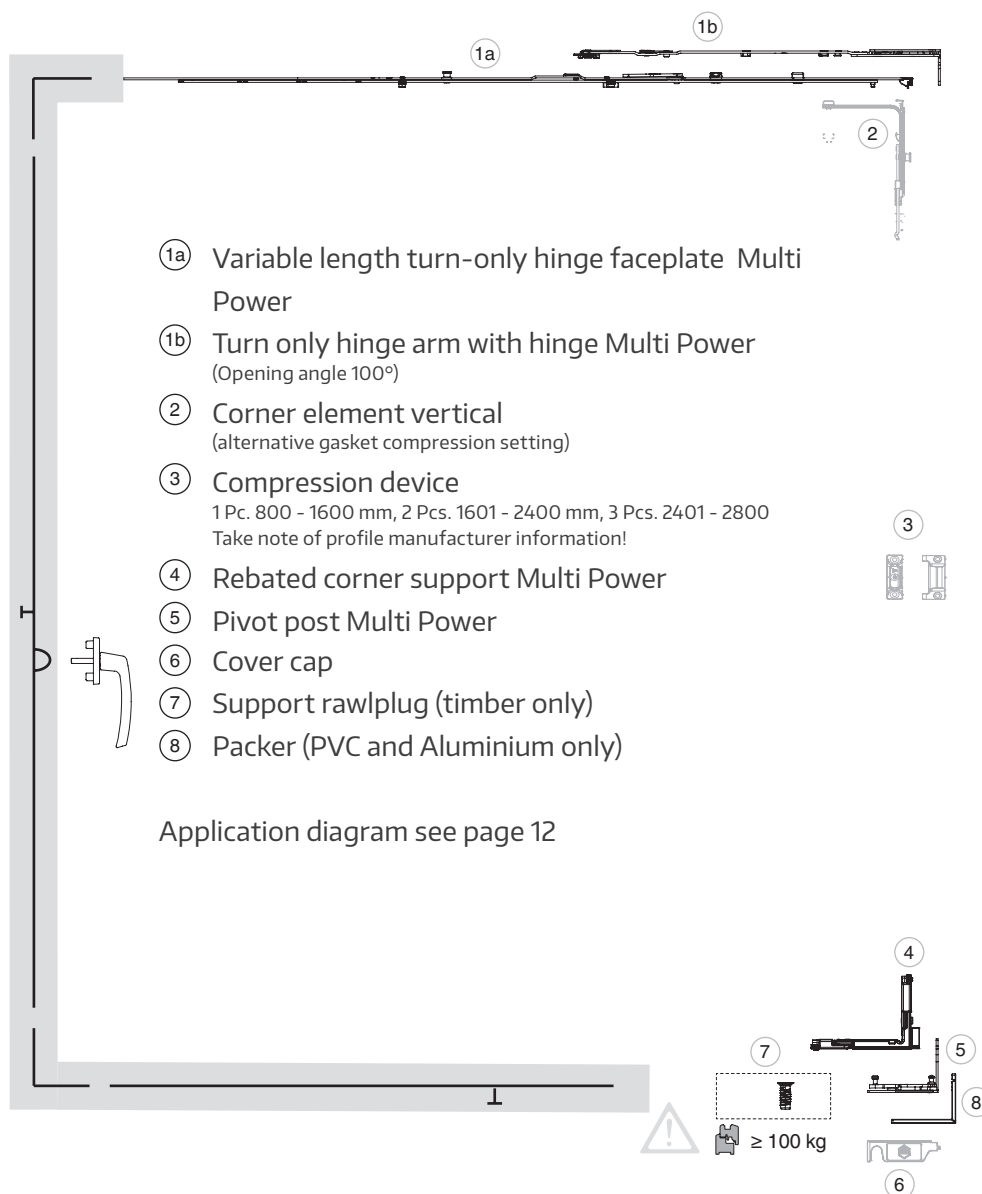 1a
1b
2
1a Variable length turn-only hinge faceplate Multi
Power
1b Turn only hinge arm with hinge Multi Power
(Opening angle 100°)
2 Corner element vertical
(alternative gasket compression setting)
3 Compression device
1 Pc. 800 - 1600 mm, 2 Pcs. 1601 - 2400 mm, 3 Pcs. 2401 - 2800
Take note of profile manufacturer information!
3
4 Rebated corner support Multi Power
5 Pivot post Multi Power
6 Cover cap
7 Support rawlplug (timber only)
8 Packer (PVC and Aluminium only)
Application diagram see page 12
4
7
5
8
≥ 100 kg
6